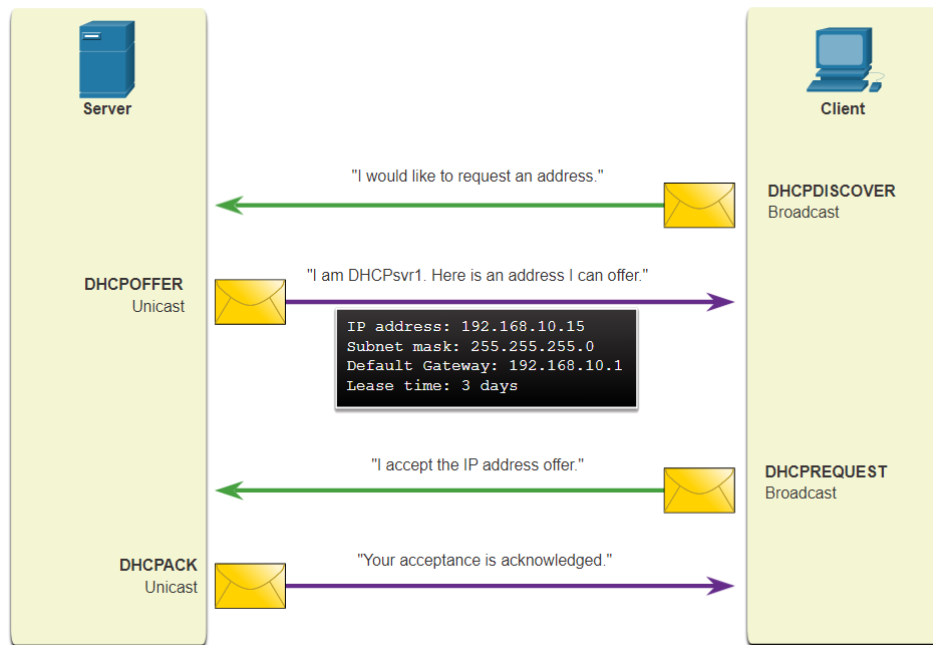 Server
Client
"I would like to request an address."
DHCPDISCOVER
Broadcast
"I am DHCPsvr1. Here is an address I can offer."
DHCPOFFER
Unicast
IP address: 192.168.10.15
Subnet mask: 255.255.255.0
Default Gateway: 192.168.10.1
Lease time: 3 days
"I accept the IP address offer."
DHCPREQUEST
Broadcast
"Your acceptance is acknowledged."
DHCPACK
Unicast